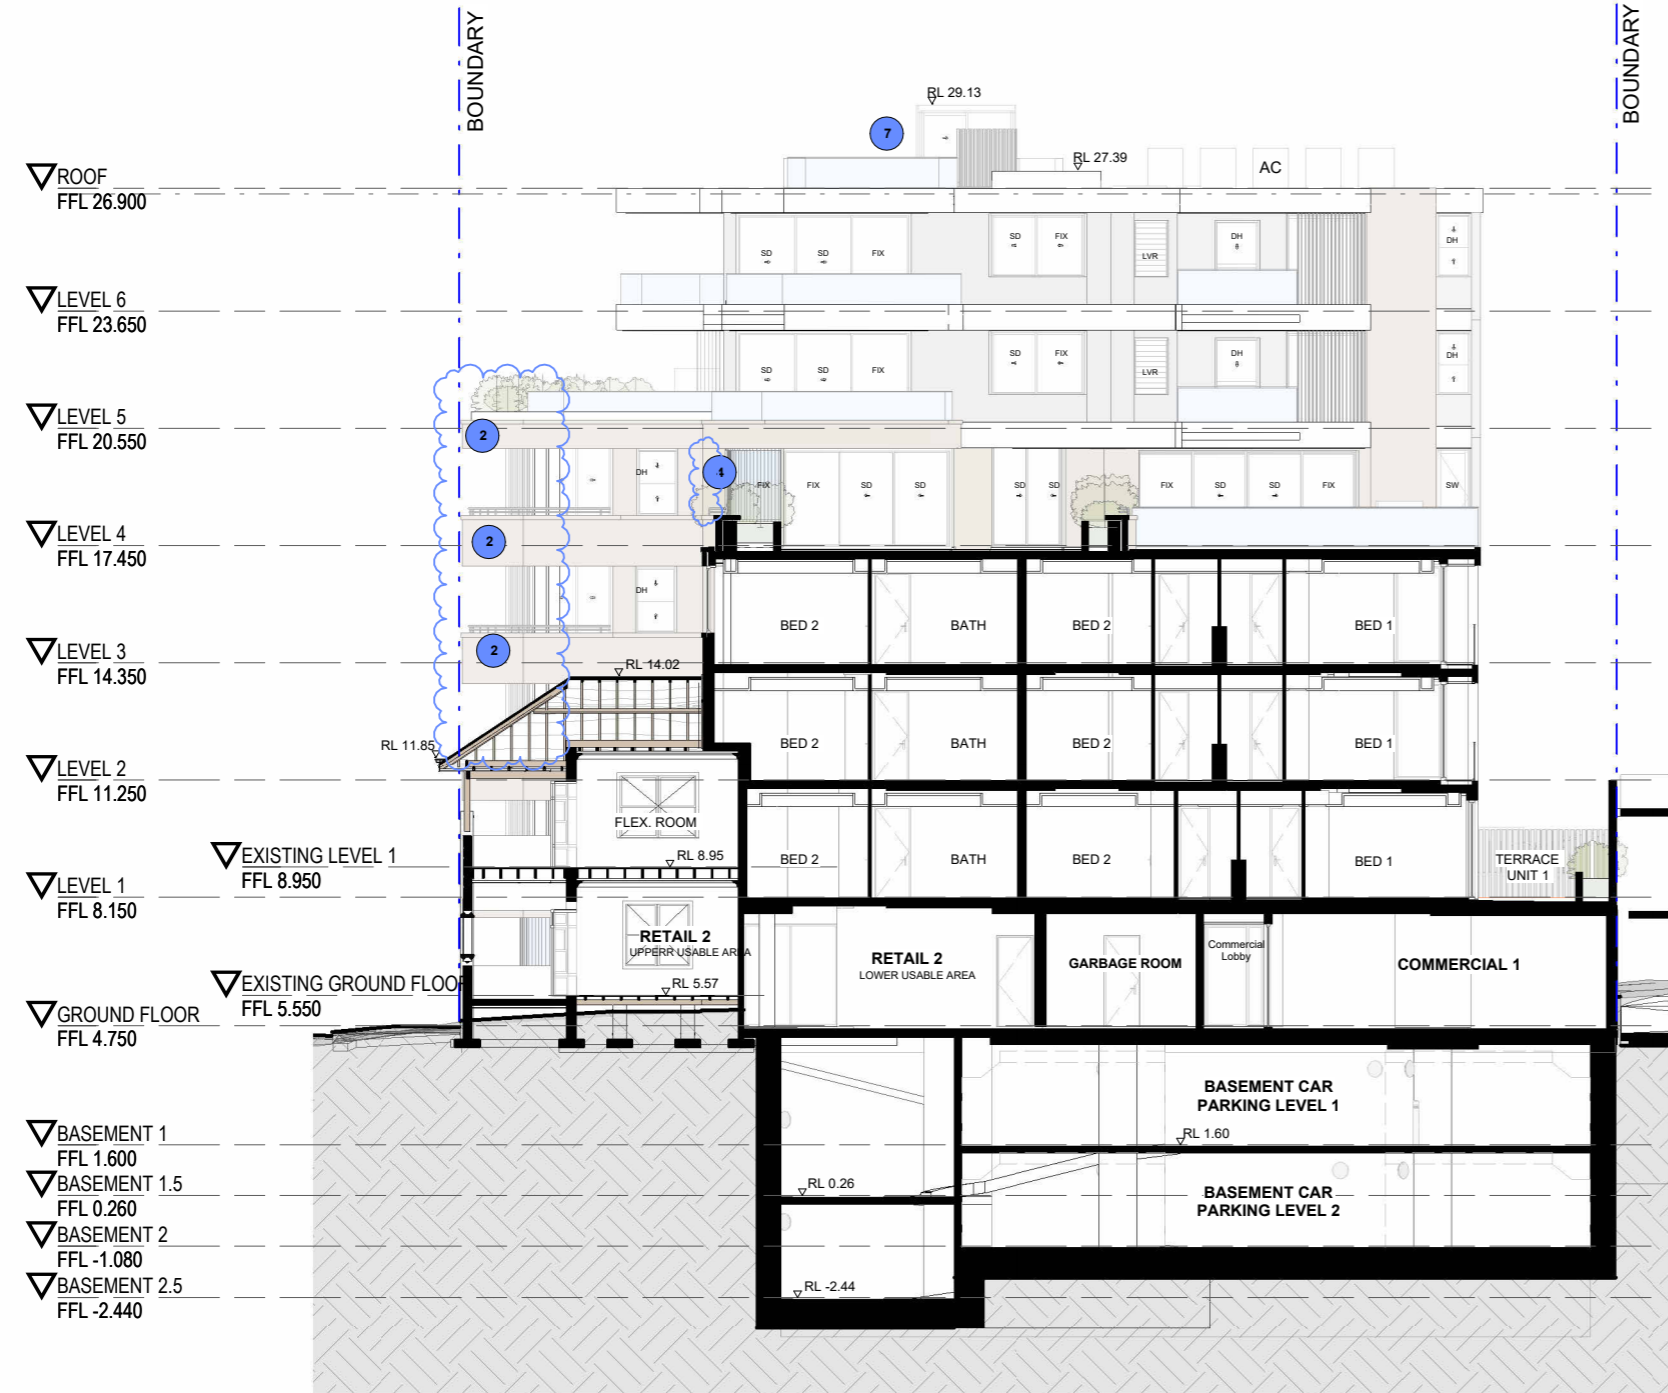 BOUNDARY
BOUNDARY
RL 29.13
7
RL 27.39
AC
ROOF
FFL 26.900
SD
SD
FIX
SD
FIX
LVR
DH
DH
LEVEL 6
FFL 23.650
SD
SD
FIX
SD
FIX
LVR
DH
DH
LEVEL 5
FFL 20.550
2
DH
4
FIX
FIX
SD
SD
SD
SD
FIX
SD
SD
FIX
SW
LEVEL 4
FFL 17.450
2
DH
BED 2
BATH
BED 2
BED 1
LEVEL 3
FFL 14.350
2
RL 14.02
RL 11.85
BED 2
BATH
BED 2
BED 1
LEVEL 2
FFL 11.250
FLEX. ROOM
EXISTING LEVEL 1
FFL 8.950
RL 8.95
BED 2
BATH
BED 2
BED 1
TERRACE
UNIT 1
LEVEL 1
FFL 8.150
RETAIL 2
UPPERR USABLE AREA
RETAIL 2
LOWER USABLE AREA
GARBAGE ROOM
Commercial
Lobby
COMMERCIAL 1
EXISTING GROUND FLOOR
FFL 5.550
RL 5.57
GROUND FLOOR
FFL 4.750
BASEMENT CAR
PARKING LEVEL 1
BASEMENT 1
FFL 1.600
RL 1.60
BASEMENT 1.5
FFL 0.260
RL 0.26
BASEMENT CAR
PARKING LEVEL 2
BASEMENT 2
FFL -1.080
BASEMENT 2.5
FFL -2.440
RL -2.44